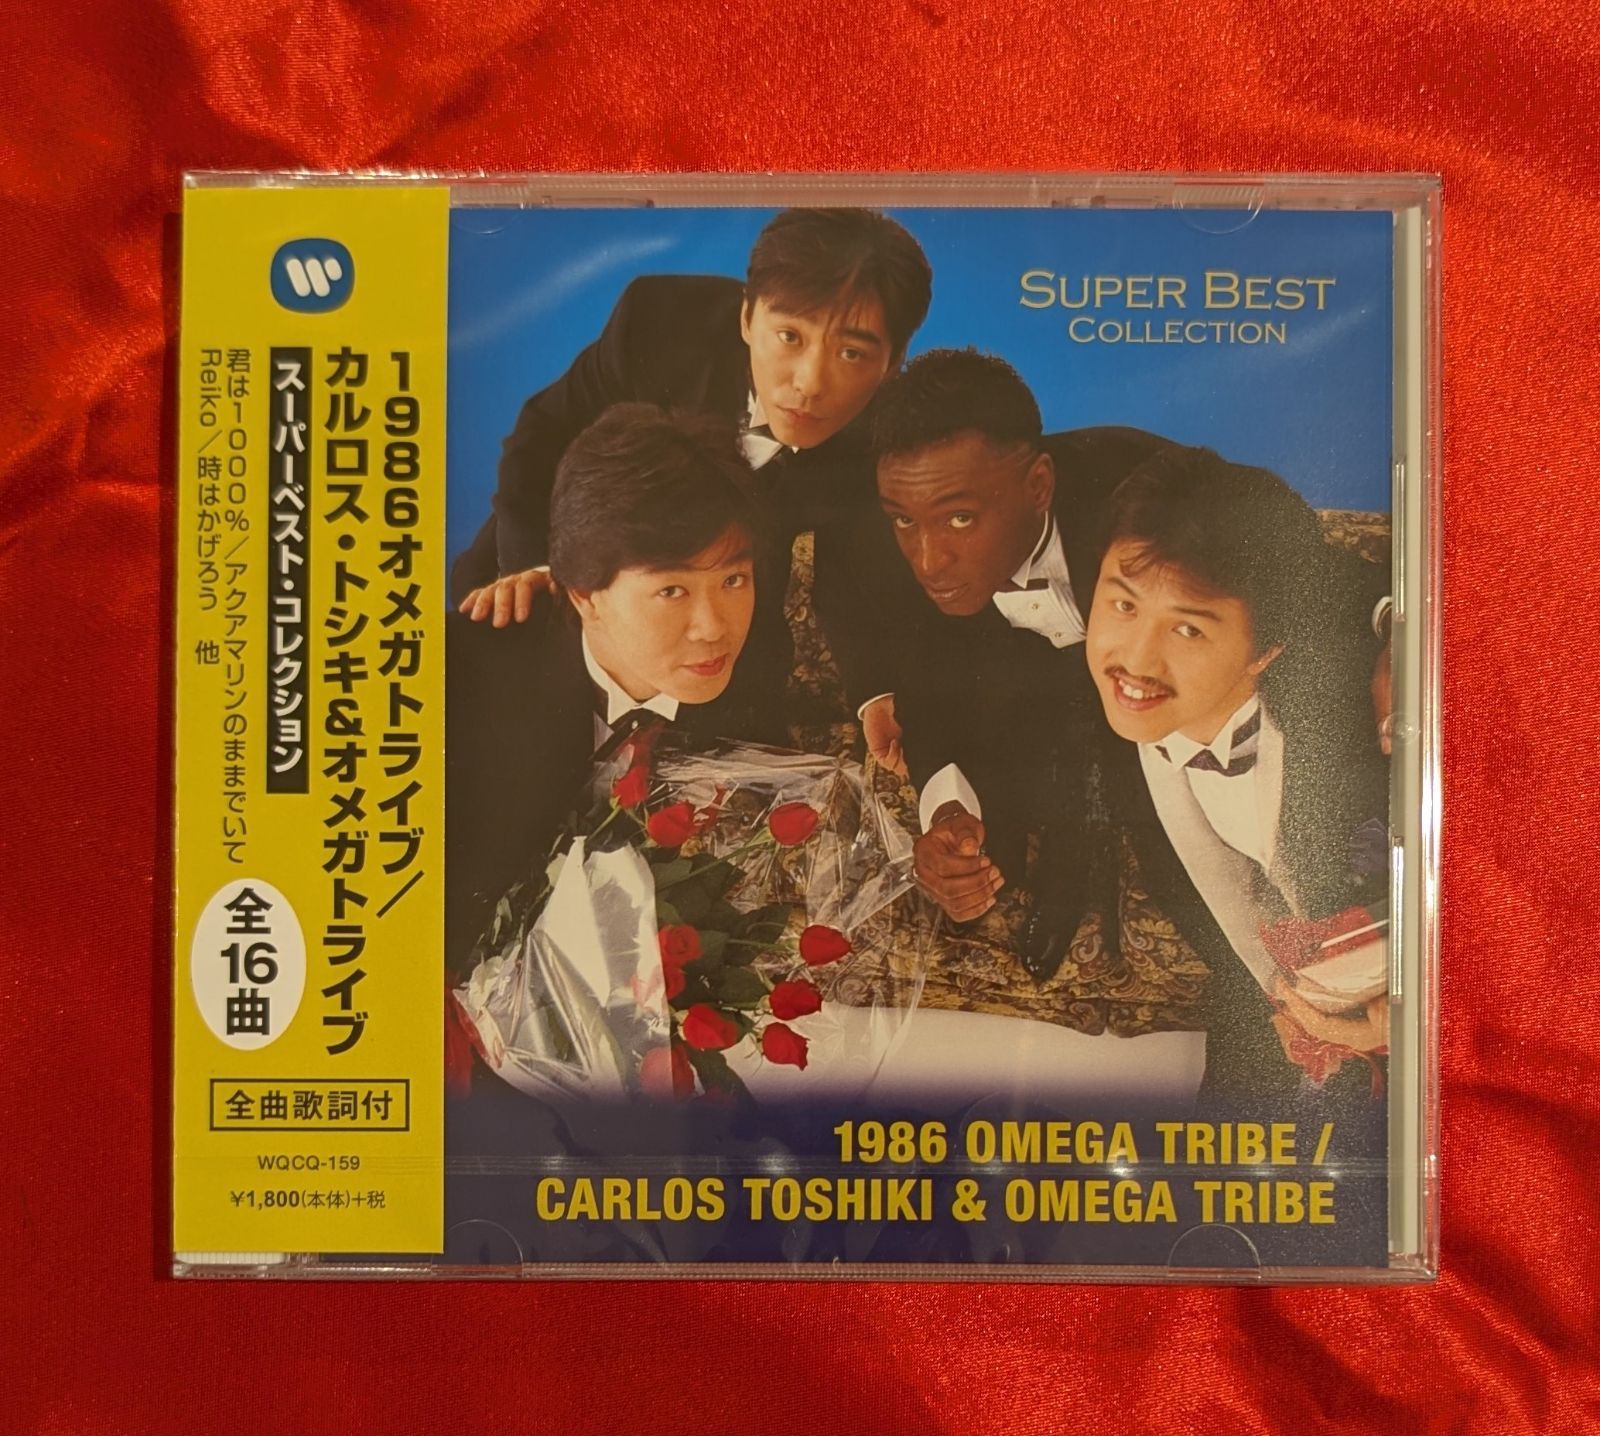 1986オメガトライブ/
カルロス・トシキ&オメガトライブ
スーパーベスト・コレクション
君は1000%/アクアマリンのままでいて
Reiko/時はかげろう 他
全
16
曲
全曲歌詞付
WQCQ-159
¥1,800(本体)+税
SUPER BEST
COLLECTION
1986 OMEGA TRIBE /
CARLOS TOSHIKI & OMEGA TRIBE